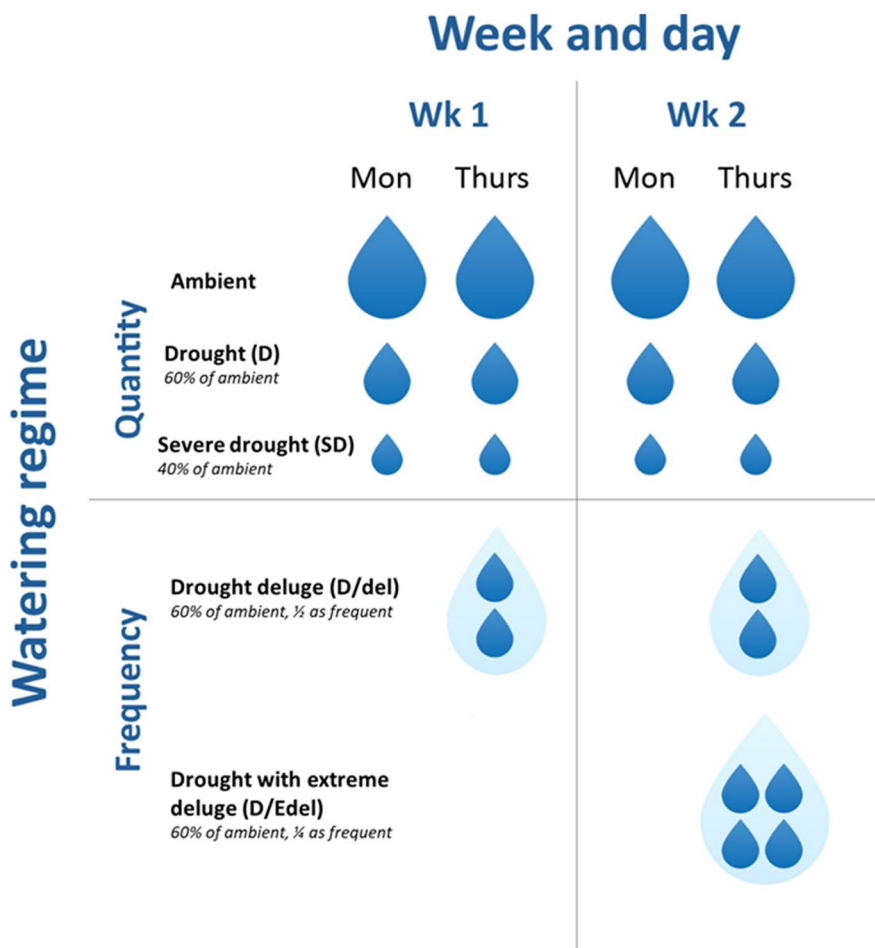 Week and day
Wk 1
Wk 2
Mon
Thurs
Mon
Thurs
Watering regime
Quantity
Ambient
Drought (D)
60% of ambient
Severe drought (SD)
40% of ambient
Frequency
Drought deluge (D/del)
60% of ambient, ½ as frequent
Drought with extreme
deluge (D/Edel)
60% of ambient, ¼ as frequent